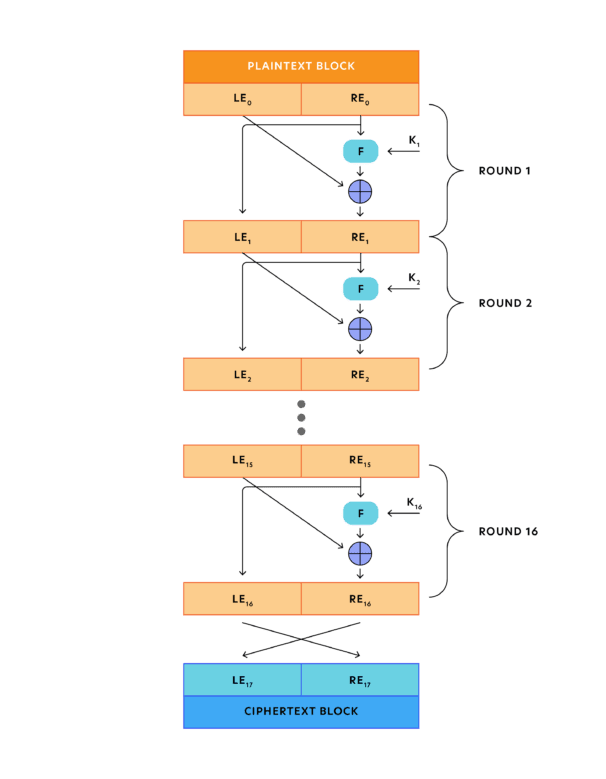 PLAINTEXT BLOCK
LE₀ RE₀
K₁
F
ROUND 1
LE₁ RE₁
K₂
F
ROUND 2
LE₂ RE₂
LE₁₅ RE₁₅
K₁₆
F
ROUND 16
LE₁₆ RE₁₆
LE₁₇ RE₁₇
CIPHERTEXT BLOCK